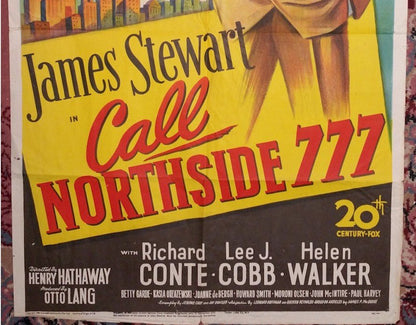 James Stewart
IN
Call
NORTHSIDE 777
20th
CENTURY-FOX
WITH Richard CONTE · Lee J. COBB · Helen WALKER
Directed by
HENRY HATHAWAY
Produced by
OTTO LANG
BETTY GARDE · KASIA ORZAZEWSKI · JOANNE de BERGH · HOWARD SMITH · MORONI OLSEN · JOHN McINTIRE · PAUL HARVEY